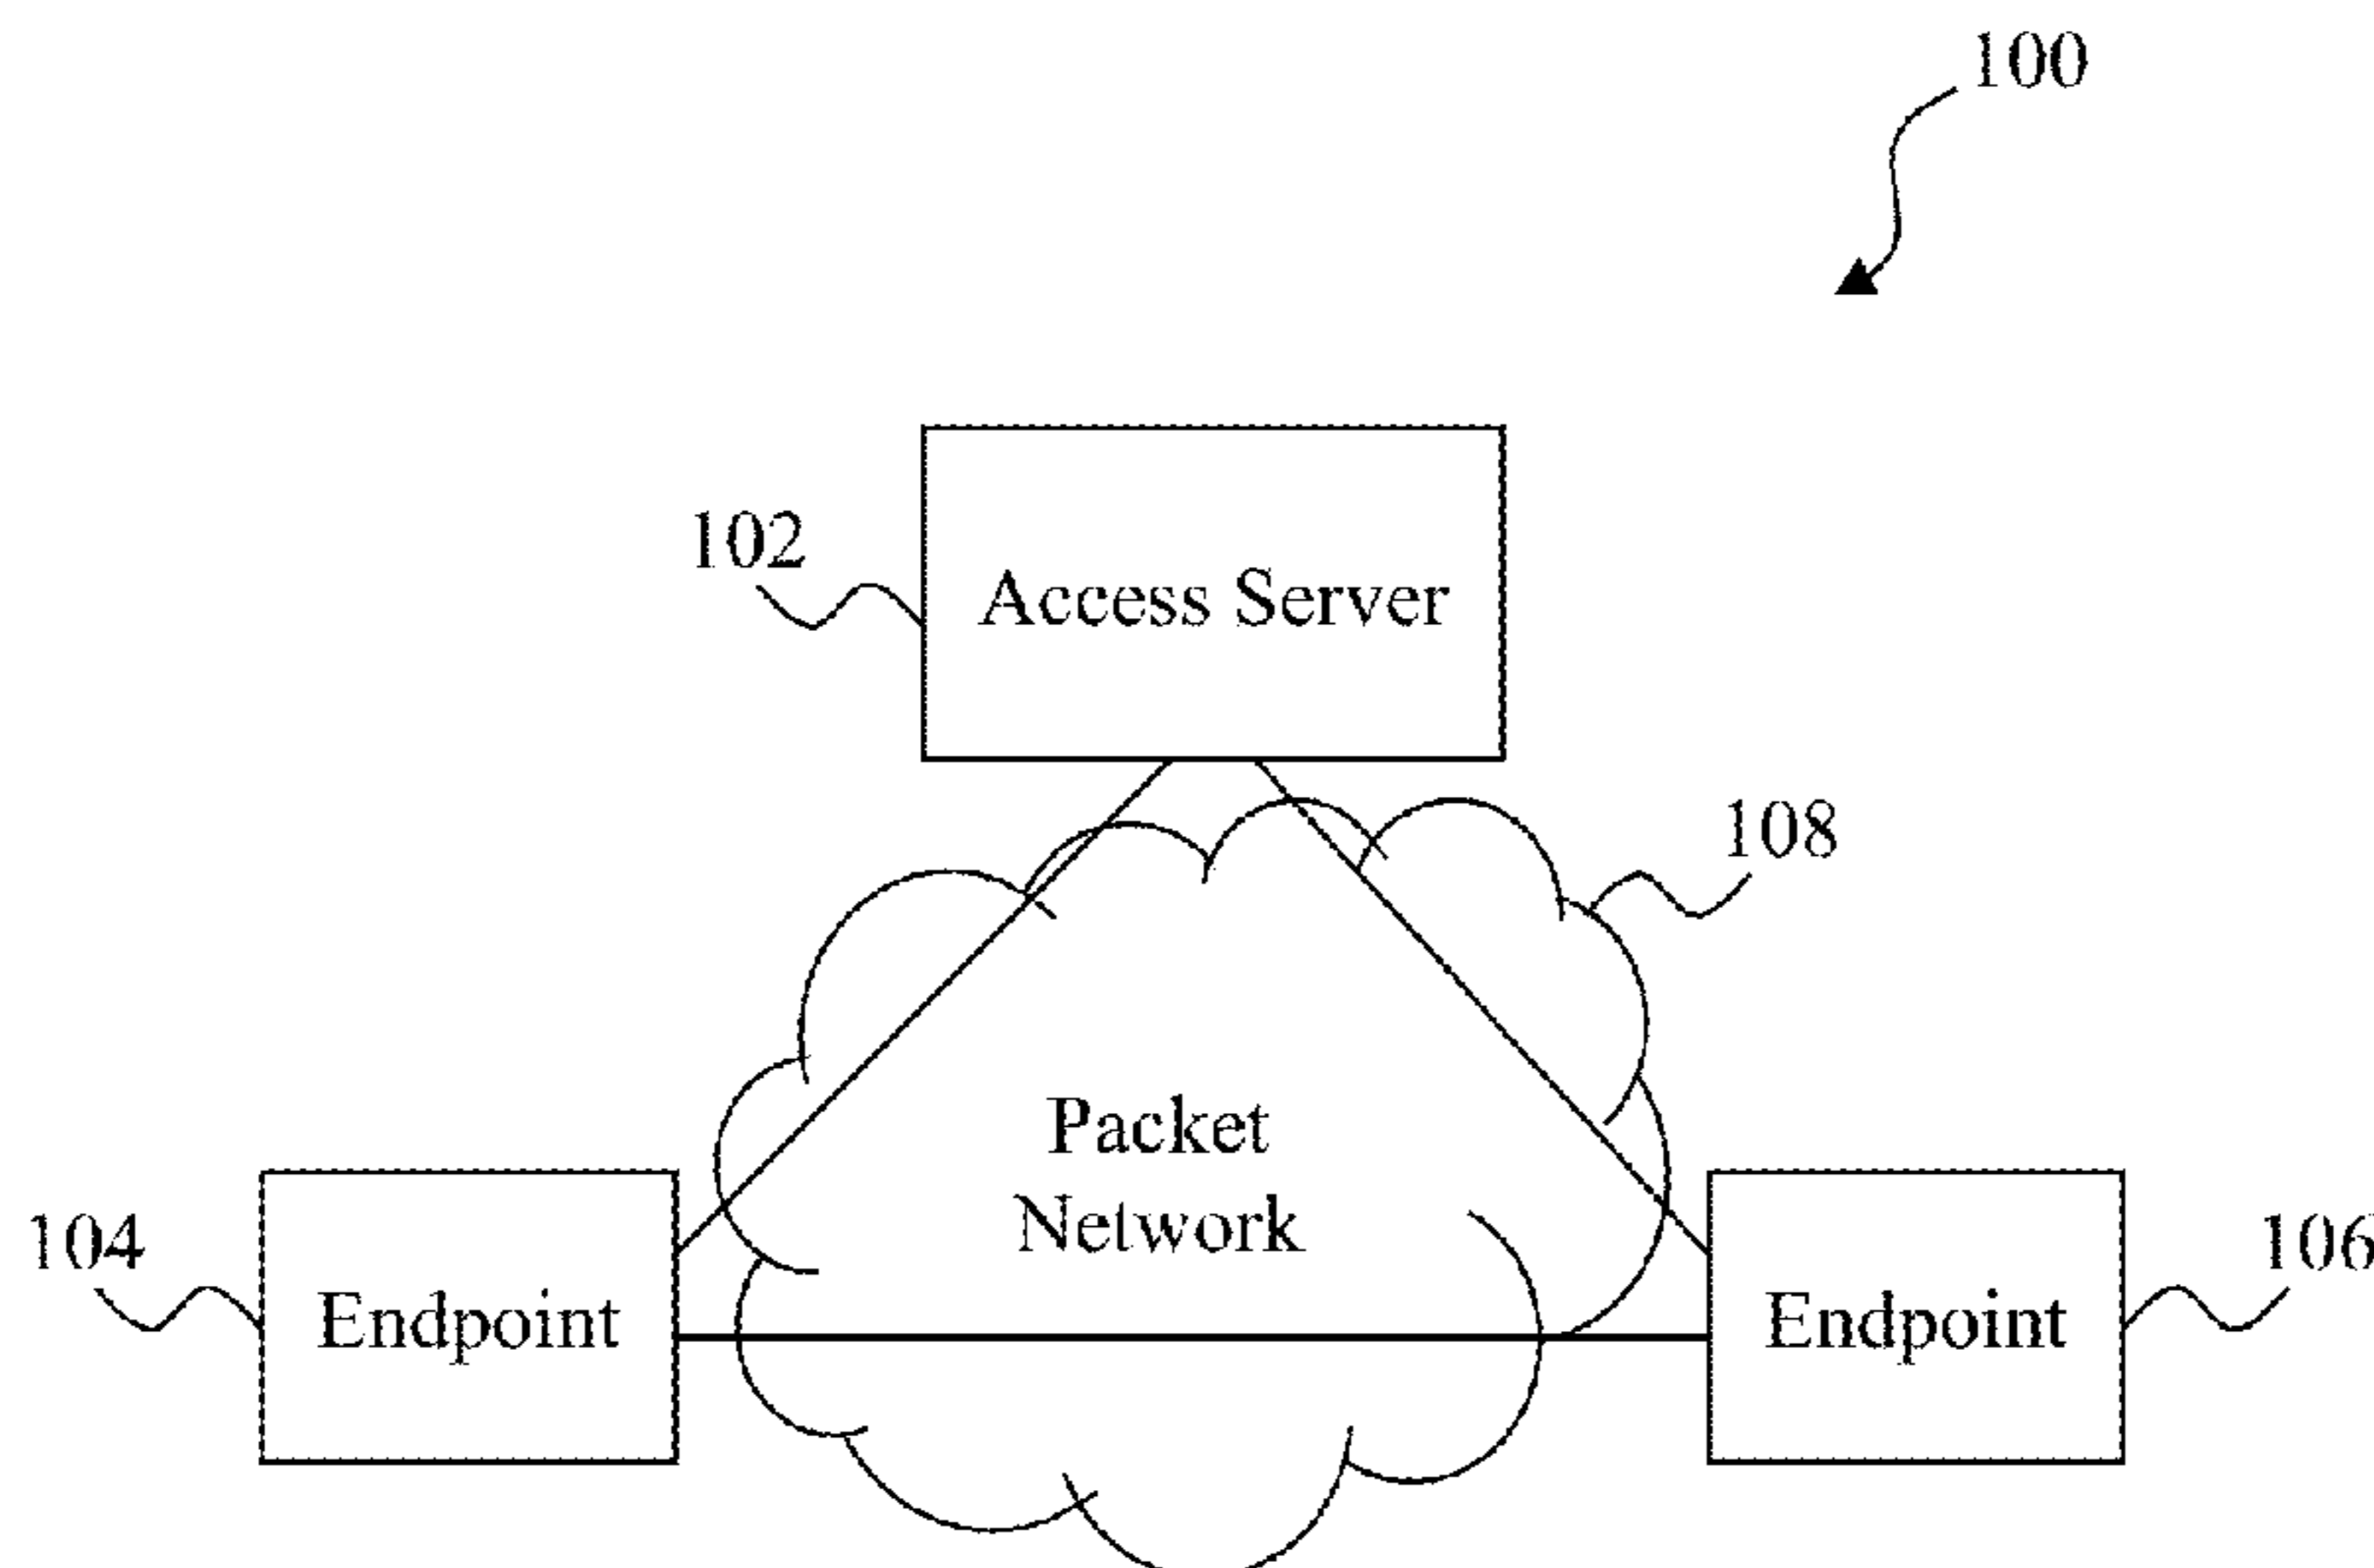 100
102
Access Server
108
Packet
Network
104
106
Endpoint
Endpoint